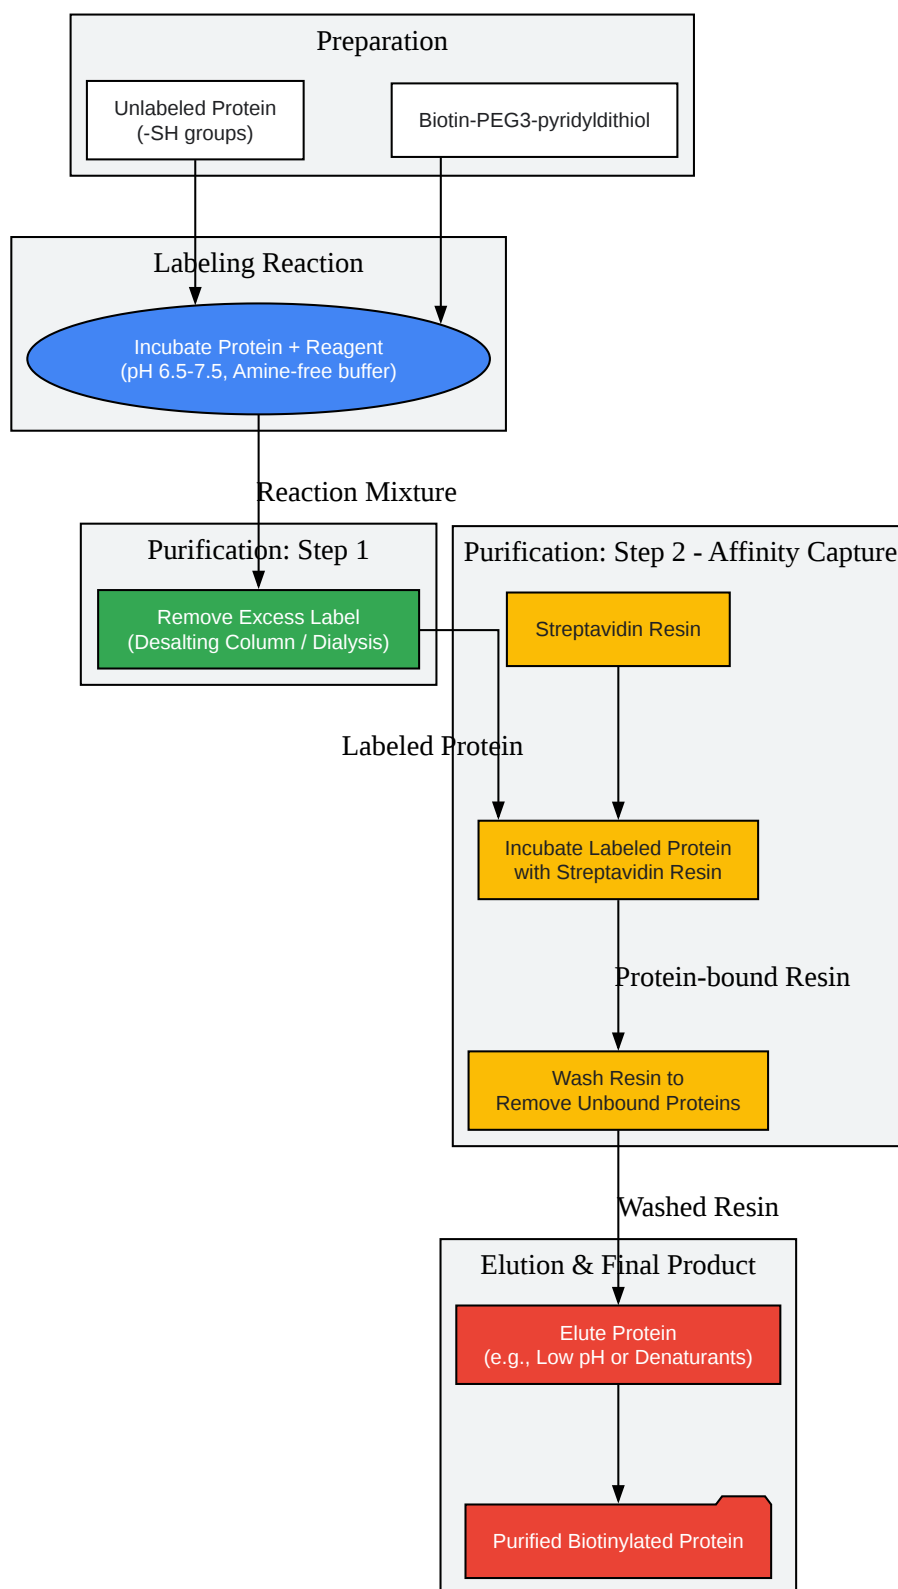 Preparation
Unlabeled Protein
(-SH groups)
Biotin-PEG3-pyridyldithiol
Labeling Reaction
Incubate Protein + Reagent
(pH 6.5-7.5, Amine-free buffer)
Reaction Mixture
Purification: Step 1
Remove Excess Label
(Desalting Column / Dialysis)
Purification: Step 2 - Affinity Capture
Streptavidin Resin
Labeled Protein
Incubate Labeled Protein
with Streptavidin Resin
Protein-bound Resin
Wash Resin to
Remove Unbound Proteins
Washed Resin
Elution & Final Product
Elute Protein
(e.g., Low pH or Denaturants)
Purified Biotinylated Protein